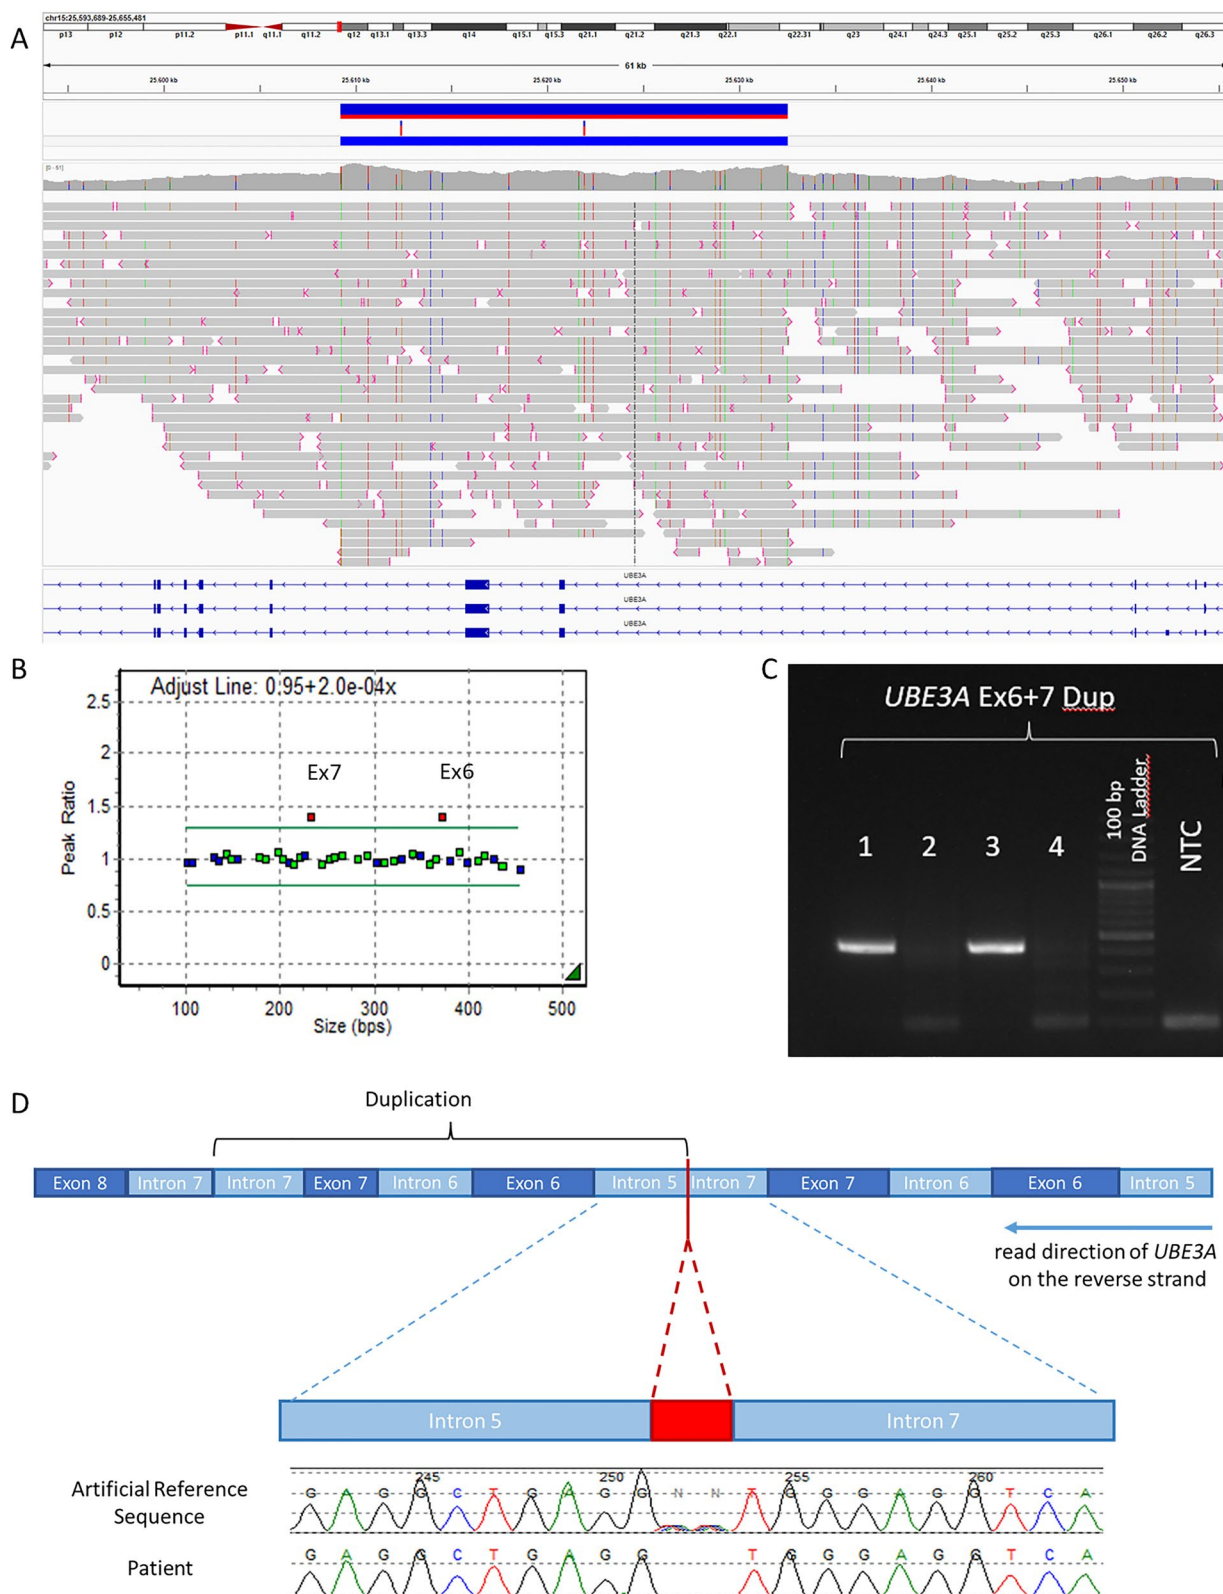 A
chr15:25,593,689-25,655,481
p13 p12 p11.2 p11.1 q11.1 p11.2 q12 q13.1 q13.3 q14 q15.1 q15.3 q21.1 q21.2 q21.3 q22.1 q22.31 q23 q24.1 q24.3 q25.1 q25.2 q25.3 q26.1 q26.2 q26.3
61 kb
25.600 kb 25.610 kb 25.620 kb 25.630 kb 25.640 kb 25.650 kb
[0 - 51]
UBE3A
UBE3A
UBE3A
B
Adjust Line: 0.95+2.0e-04x
2.5
2
1.5
1
0.5
0
Peak Ratio
Ex7 Ex6
100 200 300 400 500
Size (bps)
C
UBE3A Ex6+7 Dup
1 2 3 4
100 bp
DNA Ladder
NTC
D
Duplication
Exon 8 Intron 7 Intron 7 Exon 7 Intron 6 Exon 6 Intron 5 Intron 7 Exon 7 Intron 6 Exon 6 Intron 5
read direction of UBE3A
on the reverse strand
Intron 5 Intron 7
Artificial Reference
Sequence
245 250 255 260
G A G G C T G A G G N N T G G G A G G T C A
Patient
G A G G C T G A G G T G G G A G G T C A